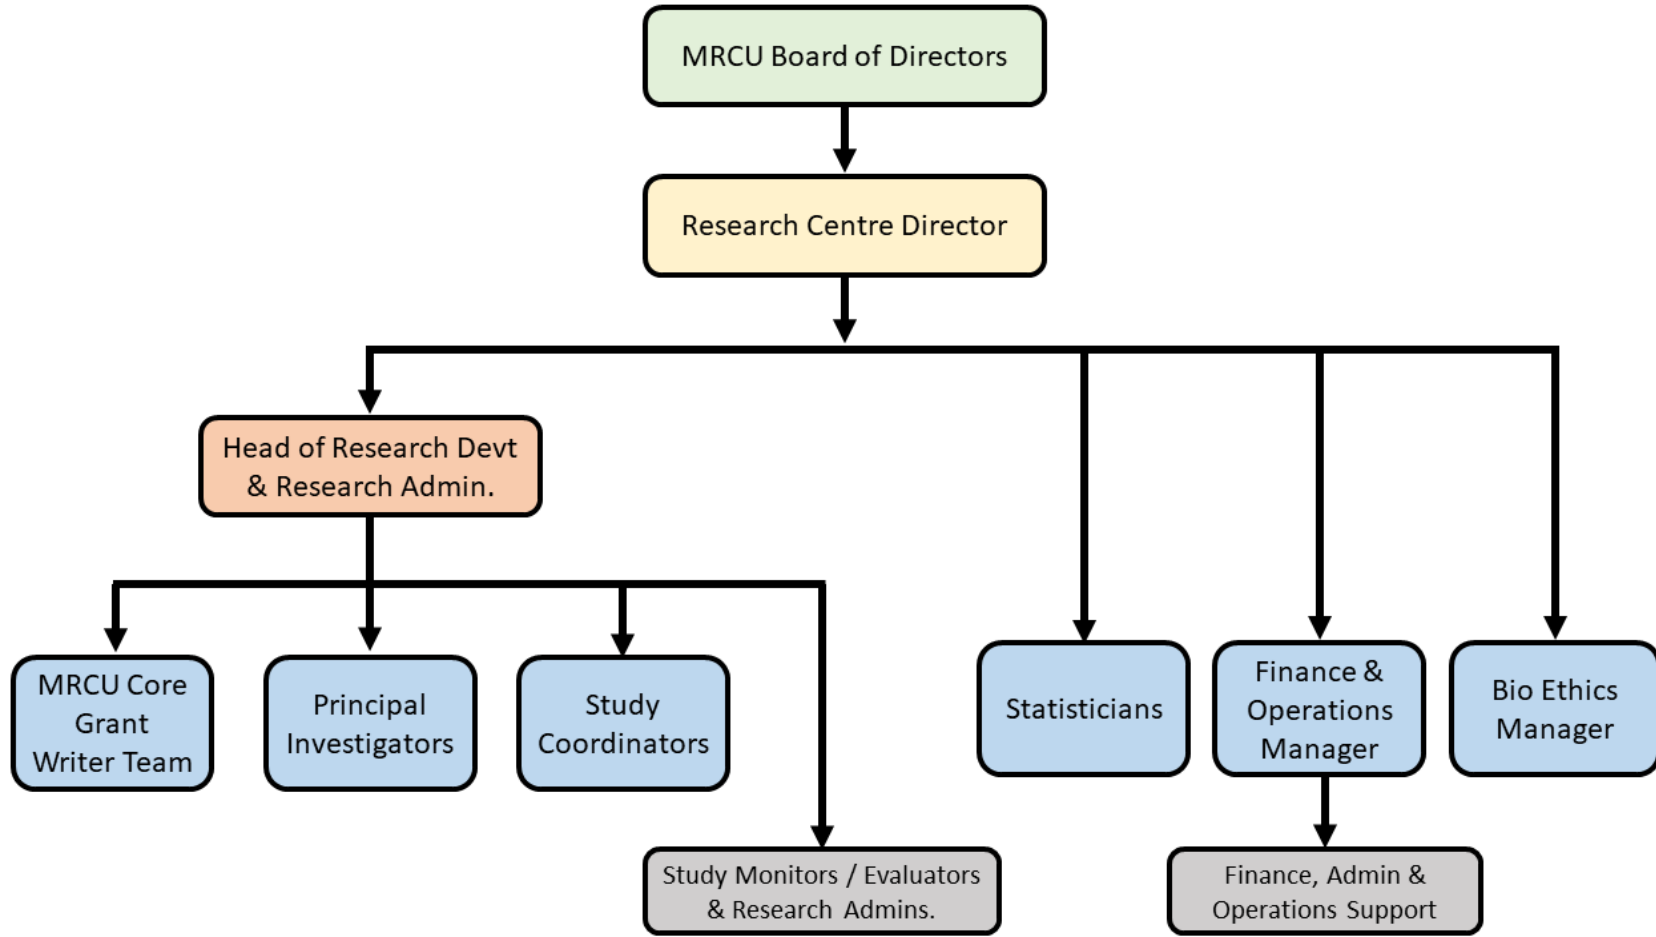 MRCU Board of Directors
Research Centre Director
Head of Research Devt
& Research Admin.
MRCU Core
Grant
Writer Team
Principal
Investigators
Study
Coordinators
Statisticians
Finance &
Operations
Manager
Bio Ethics
Manager
Study Monitors / Evaluators
& Research Admins.
Finance, Admin &
Operations Support